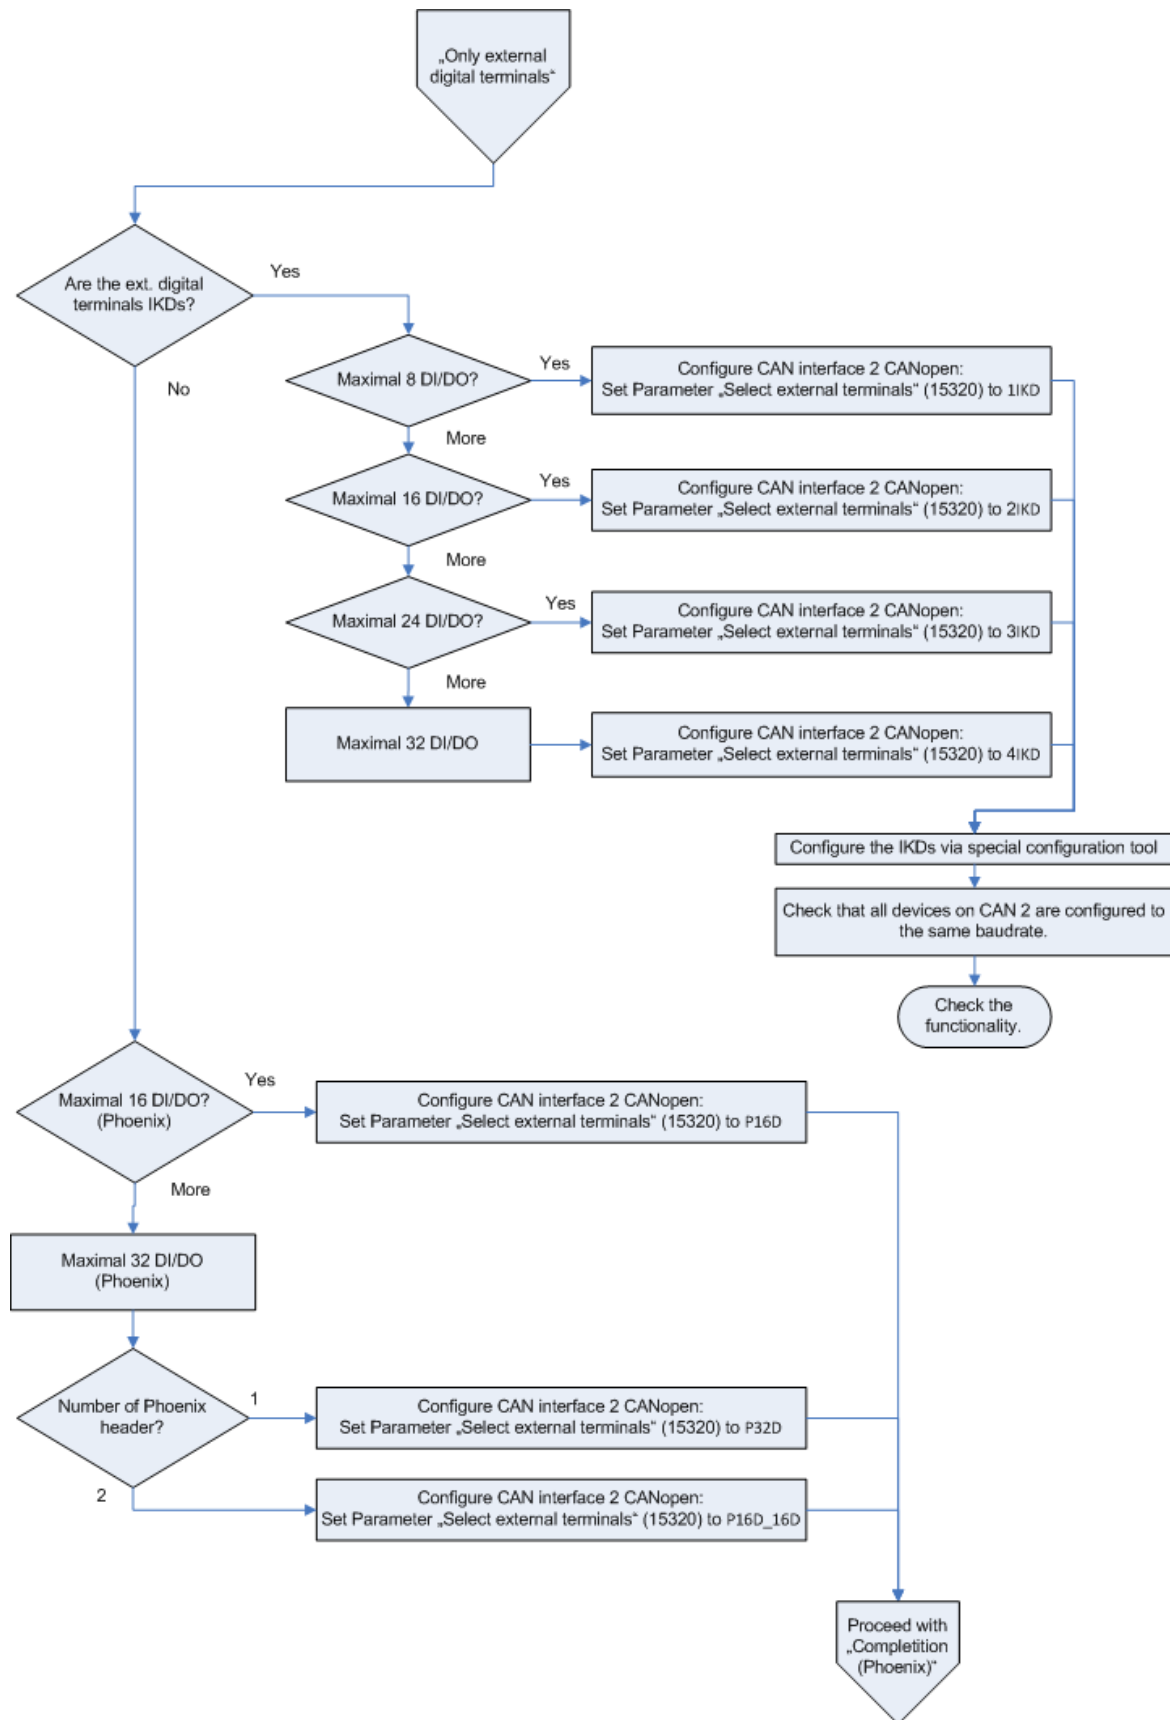 „Only external
digital terminals“
Are the ext. digital
terminals IKDs?
Yes
No
Maximal 8 DI/DO?
Yes
Configure CAN interface 2 CANopen:
Set Parameter „Select external terminals“ (15320) to 1IKD
More
Maximal 16 DI/DO?
Yes
Configure CAN interface 2 CANopen:
Set Parameter „Select external terminals“ (15320) to 2IKD
More
Maximal 24 DI/DO?
Yes
Configure CAN interface 2 CANopen:
Set Parameter „Select external terminals“ (15320) to 3IKD
More
Maximal 32 DI/DO
Configure CAN interface 2 CANopen:
Set Parameter „Select external terminals“ (15320) to 4IKD
Configure the IKDs via special configuration tool
Check that all devices on CAN 2 are configured to
the same baudrate.
Check the
functionality.
Maximal 16 DI/DO?
(Phoenix)
Yes
Configure CAN interface 2 CANopen:
Set Parameter „Select external terminals“ (15320) to P16D
More
Maximal 32 DI/DO
(Phoenix)
Number of Phoenix
header?
1
Configure CAN interface 2 CANopen:
Set Parameter „Select external terminals“ (15320) to P32D
2
Configure CAN interface 2 CANopen:
Set Parameter „Select external terminals“ (15320) to P16D_16D
Proceed with
„Completition
(Phoenix)“